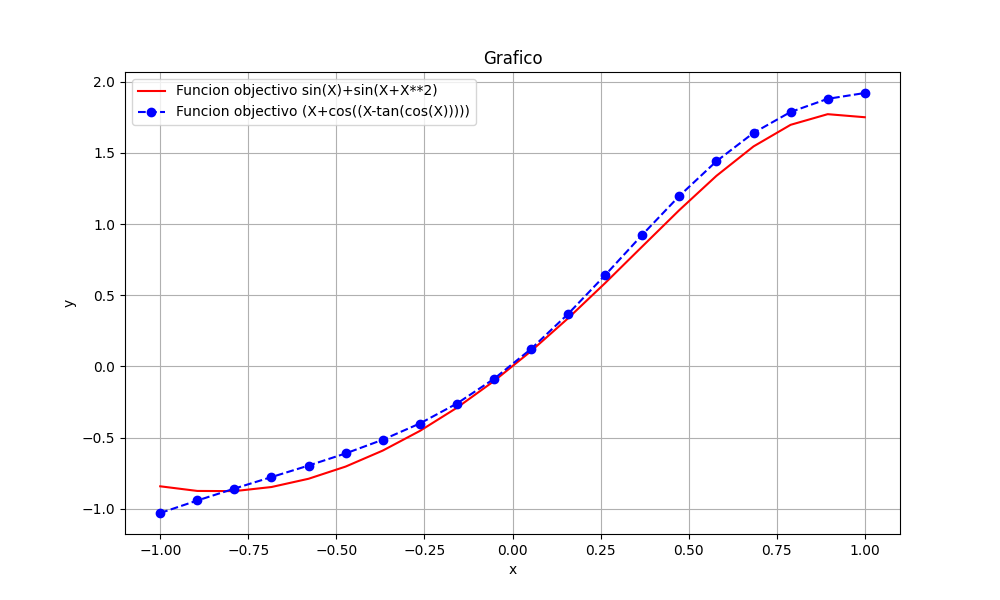 Grafico
Funcion objectivo sin(X)+sin(X+X**2)
Funcion objectivo (X+cos((X-tan(cos(X)))))
2.0
1.5
1.0
0.5
0.0
−0.5
−1.0
y
−1.00 −0.75 −0.50 −0.25 0.00 0.25 0.50 0.75 1.00
x